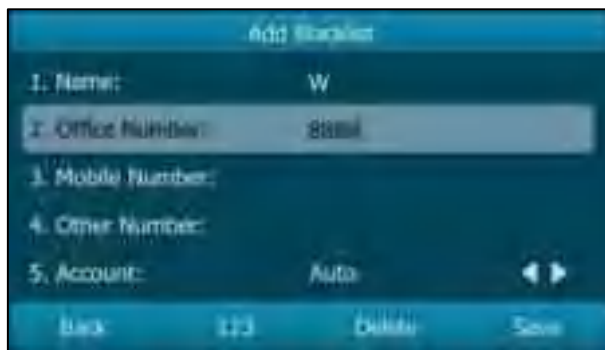 Add Blacklist
1. Name: W
2. Office Number:
3. Mobile Number:
4. Other Number:
5. Account: Auto
Back 123 Delete Save